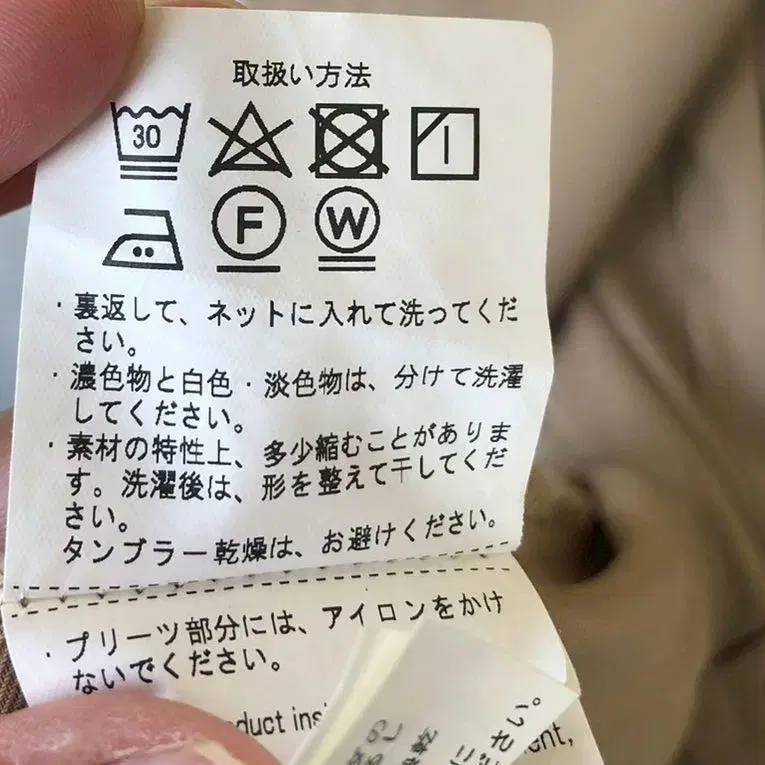 取扱い方法
30
F W
・裏返して、ネットに入れて洗ってくだ
さい。
・濃色物と白色・淡色物は、分けて洗濯
してください。
・素材の特性上、多少縮むことがありま
す。洗濯後は、形を整えて干してくだ
さい。
タンブラー乾燥は、お避けください。
・プリーツ部分には、アイロンをかけ
ないでください。